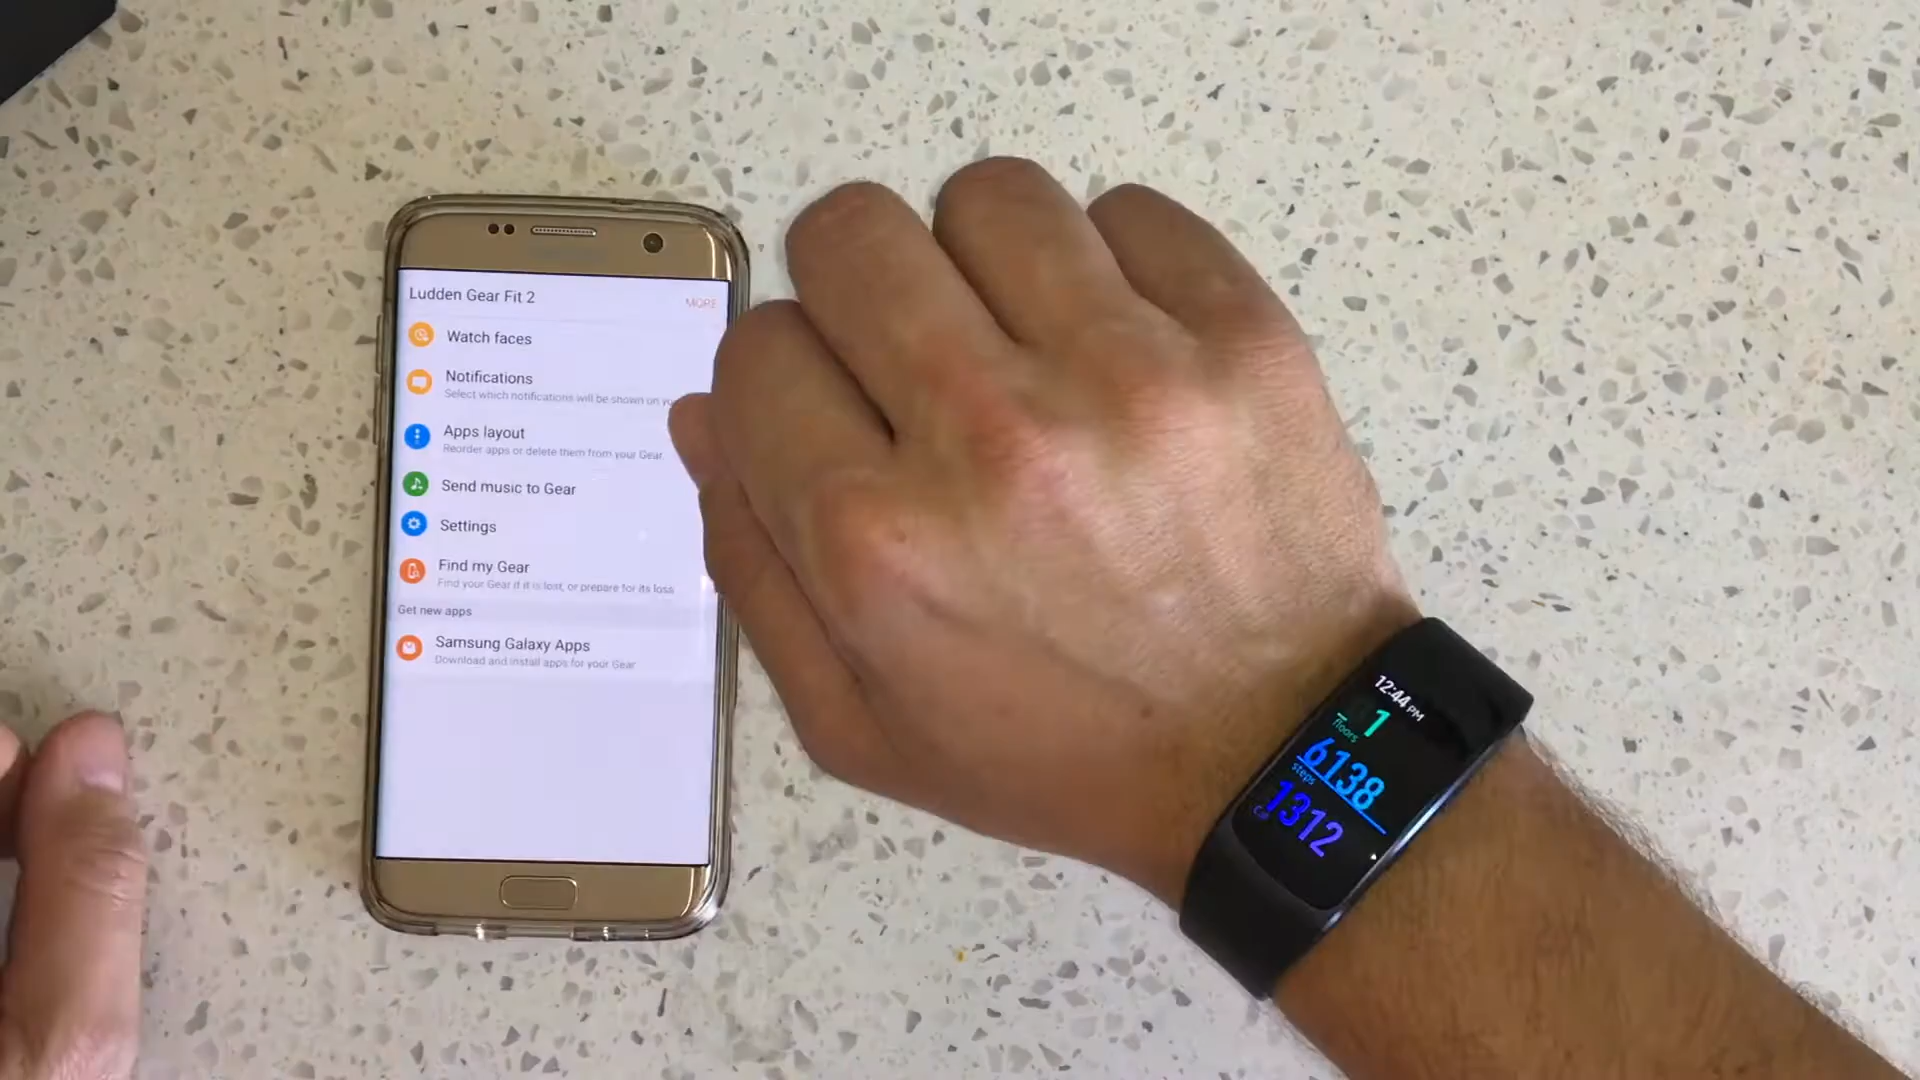 Ludden Gear Fit 2
MORE
Watch faces
Notifications
Select which notifications will be shown on
Apps layout
Reorder apps or delete them from your Gear
Send music to Gear
Settings
Find my Gear
Find your Gear if it is lost, or prepare for its loss
Get new apps
Samsung Galaxy Apps
Download and install apps for your Gear
12:44 PM
1
floors
6138
steps
1312